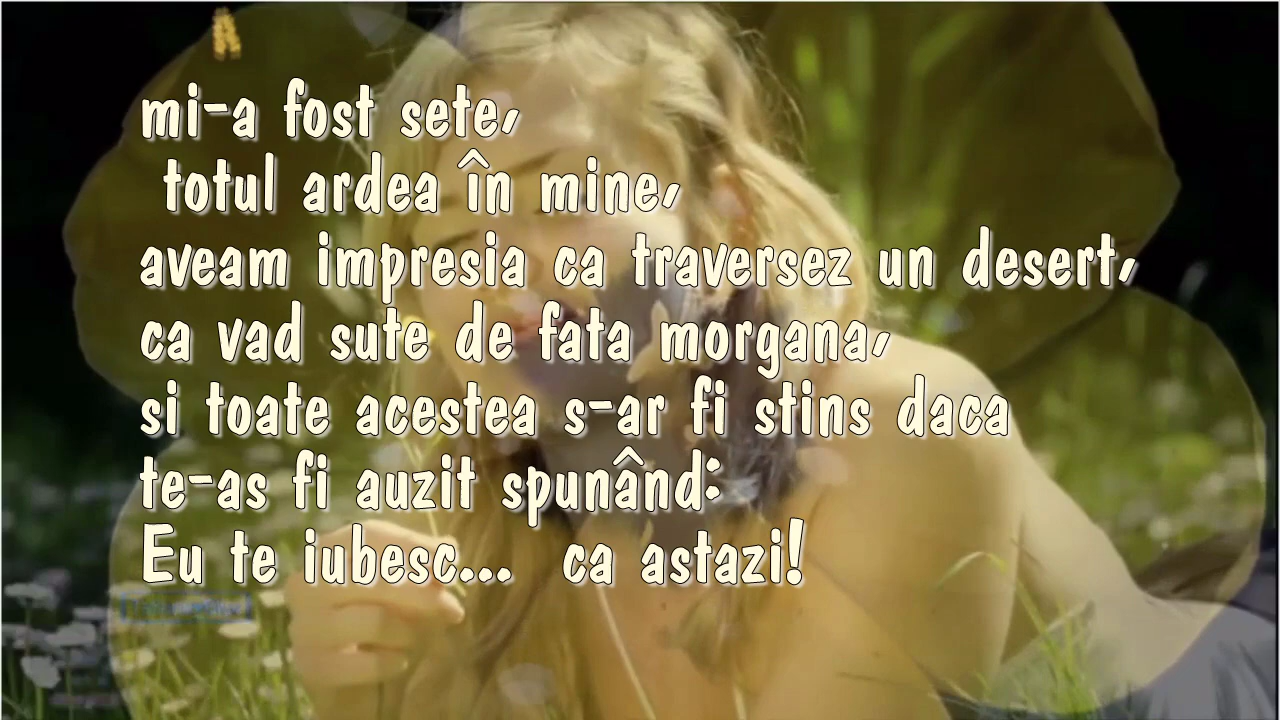 mi-a fost sete,
totul ardea în mine,
aveam impresia ca traversez un desert,
ca vad sute de fata morgana,
si toate acestea s-ar fi stins daca
te-as fi auzit spunând:
Eu te iubesc... ca astazi!